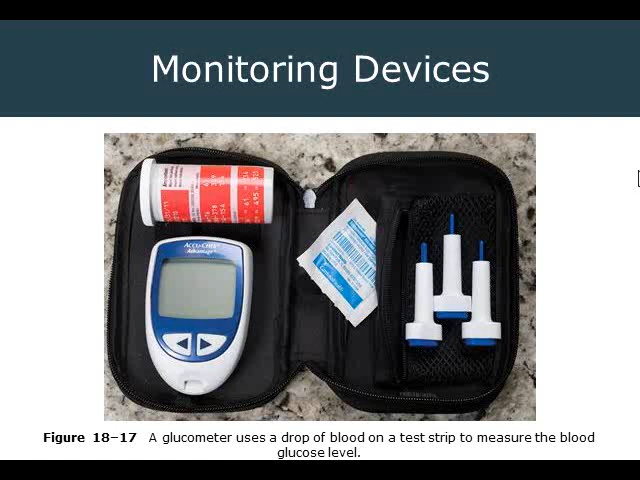 Monitoring Devices
ACCU-CHEK
Advantage
Figure 18–17 A glucometer uses a drop of blood on a test strip to measure the blood
glucose level.